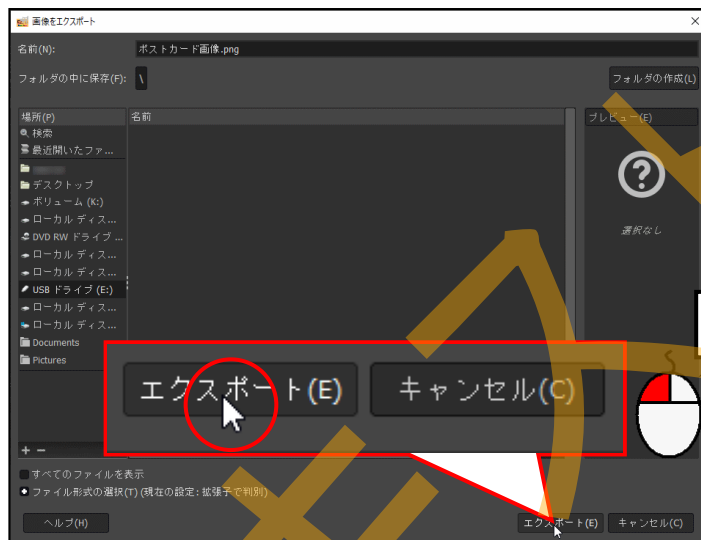 画像をエクスポート
名前(N):
ポストカード画像.png
フォルダの中に保存(F):
\
フォルダの作成(L)
場所(P)
名前
プレビュー(E)
検索
最近開いたファ...
デスクトップ
ボリューム (K:)
ローカル ディス...
DVD RW ドライブ ...
ローカル ディス...
ローカル ディス...
USB ドライブ (E:)
ローカル ディス...
ローカル ディス...
Documents
Pictures
選択なし
エクスポート(E)
キャンセル(C)
+ −
すべてのファイルを表示
ファイル形式の選択(T) (現在の設定: 拡張子で判別)
ヘルプ(H)
エクスポート(E)
キャンセル(C)